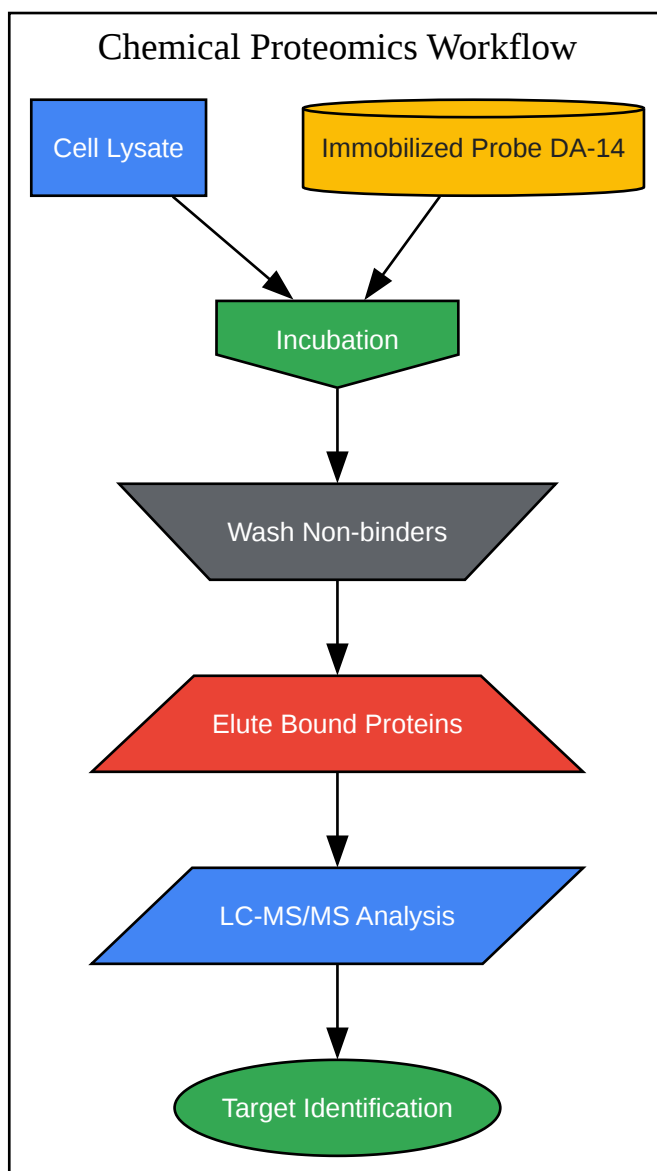 Chemical Proteomics Workflow
Cell Lysate
Immobilized Probe DA-14
Incubation
Wash Non-binders
Elute Bound Proteins
LC-MS/MS Analysis
Target Identification